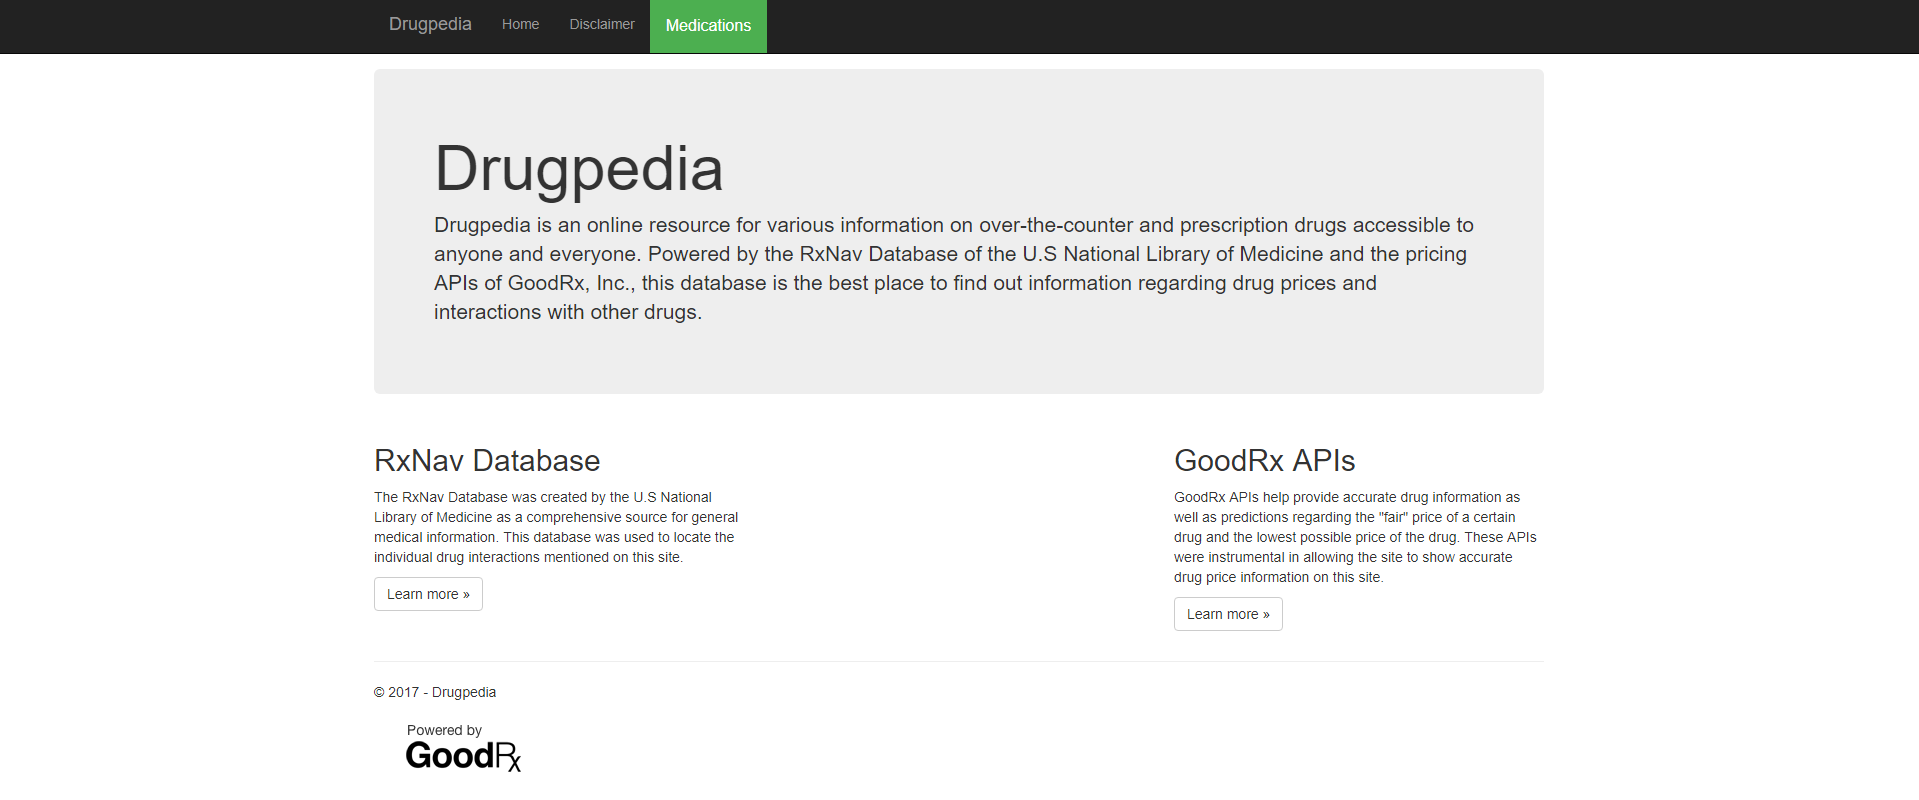 Drugpedia Home Disclaimer Medications
Drugpedia
Drugpedia is an online resource for various information on over-the-counter and prescription drugs accessible to
anyone and everyone. Powered by the RxNav Database of the U.S National Library of Medicine and the pricing
APIs of GoodRx, Inc., this database is the best place to find out information regarding drug prices and
interactions with other drugs.
RxNav Database
The RxNav Database was created by the U.S National
Library of Medicine as a comprehensive source for general
medical information. This database was used to locate the
individual drug interactions mentioned on this site.
Learn more »
GoodRx APIs
GoodRx APIs help provide accurate drug information as
well as predictions regarding the "fair" price of a certain
drug and the lowest possible price of the drug. These APIs
were instrumental in allowing the site to show accurate
drug price information on this site.
Learn more »
© 2017 - Drugpedia
Powered by
GoodRx